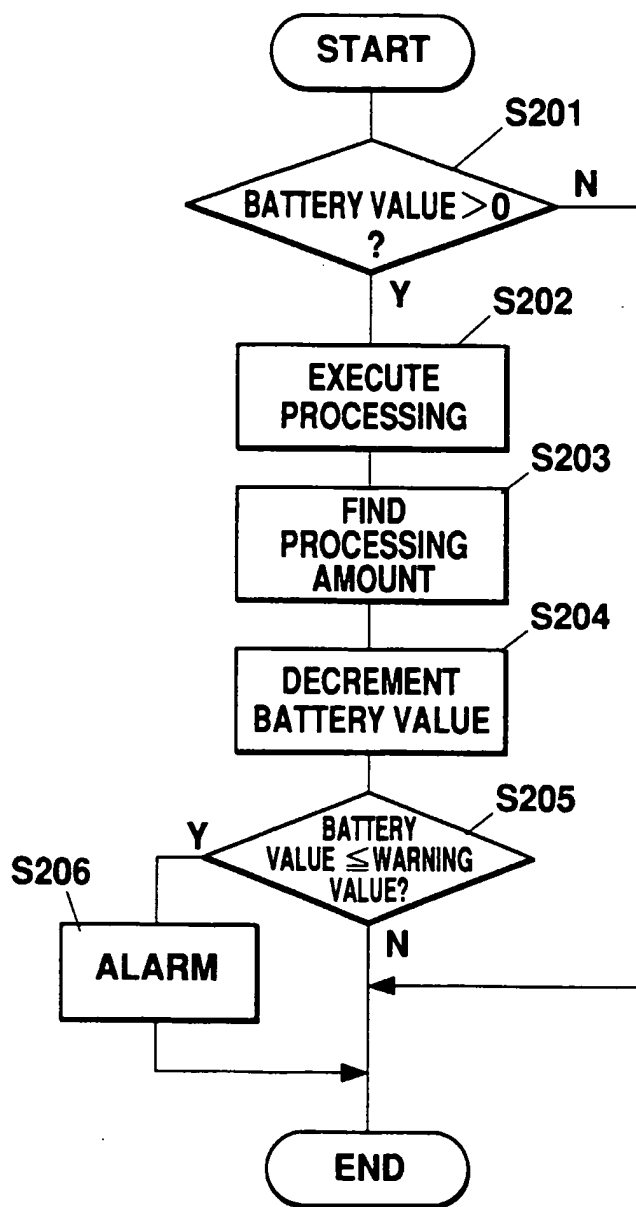 START
S201
BATTERY VALUE >0
?
N
Y
S202
EXECUTE
PROCESSING
S203
FIND
PROCESSING
AMOUNT
S204
DECREMENT
BATTERY VALUE
S205
BATTERY
VALUE ≦WARNING
VALUE?
Y
N
S206
ALARM
END